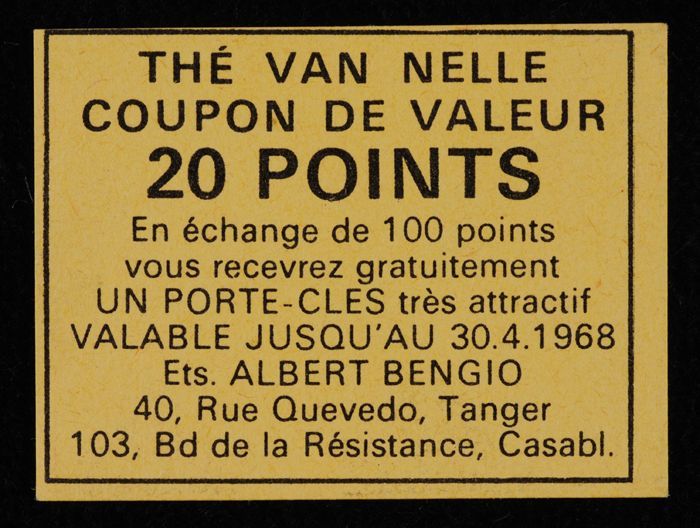 THÉ VAN NELLE
COUPON DE VALEUR
20 POINTS
En échange de 100 points
vous recevrez gratuitement
UN PORTE-CLES très attractif
VALABLE JUSQU'AU 30.4.1968
Ets. ALBERT BENGIO
40, Rue Quevedo, Tanger
103, Bd de la Résistance, Casabl.